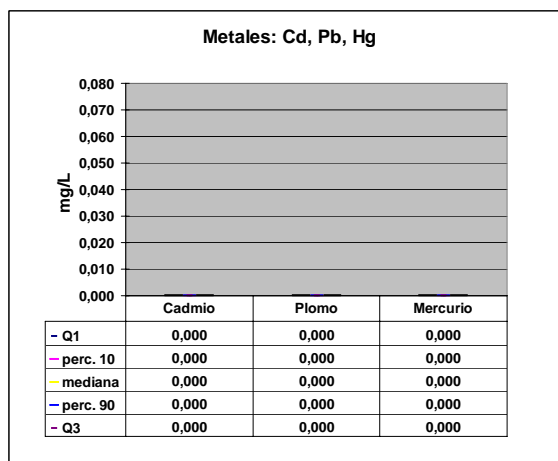 Metales: Cd, Pb, Hg
0,080
0,070
0,060
0,050
0,040
0,030
0,020
0,010
0,000
mg/L
Cadmio Plomo Mercurio
Q1 0,000 0,000 0,000
perc. 10 0,000 0,000 0,000
mediana 0,000 0,000 0,000
perc. 90 0,000 0,000 0,000
Q3 0,000 0,000 0,000